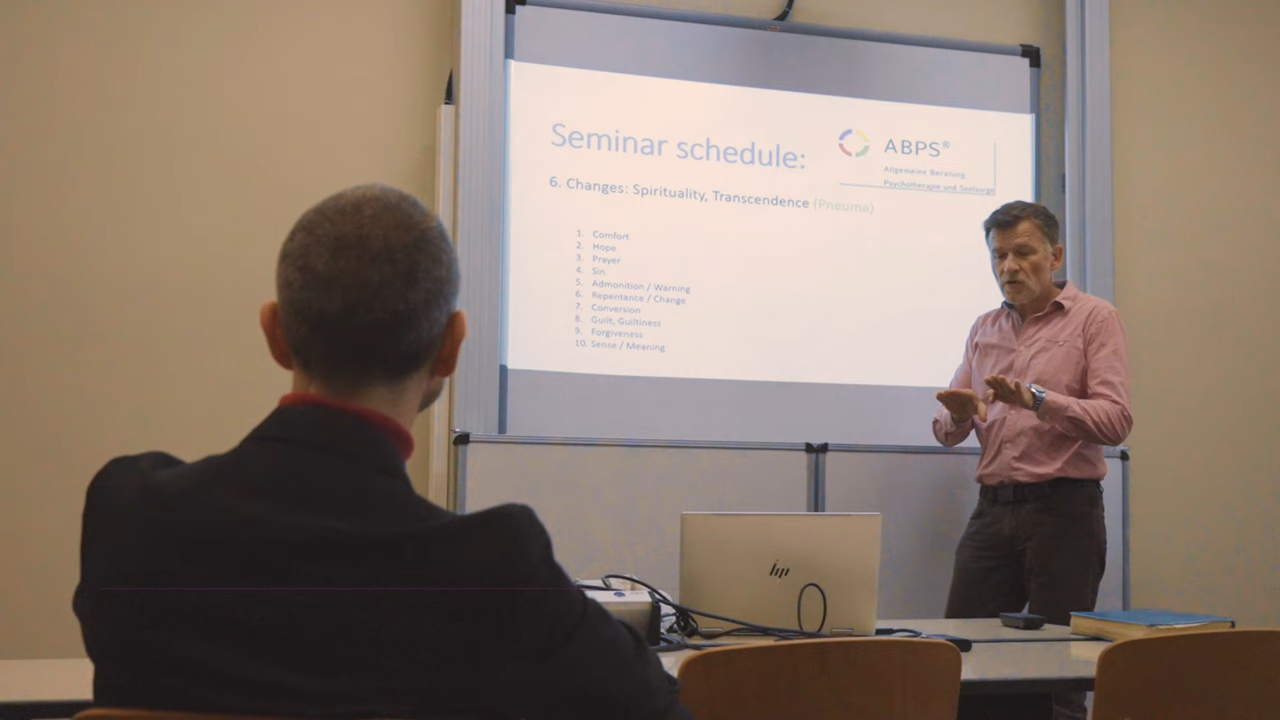 Seminar schedule:
ABPS®
Allgemeine Beratung,
Psychotherapie und Seelsorge
6. Changes: Spirituality, Transcendence (Pneuma)
1. Comfort
2. Hope
3. Prayer
4. Sin
5. Admonition / Warning
6. Repentance / Change
7. Conversion
8. Guilt, Guiltiness
9. Forgiveness
10. Sense / Meaning
hp